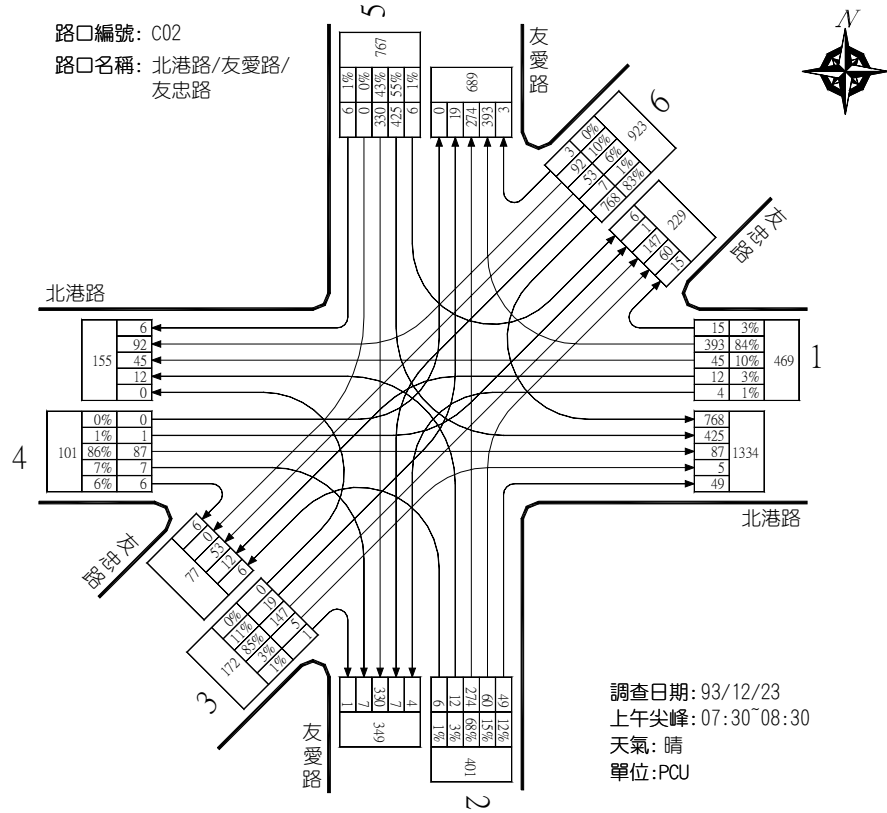 路口編號: C02
路口名稱: 北港路/友愛路/
友忠路
N
5
767
1% 0% 43% 55% 1%
6 0 330 425 6
689
0 19 274 393 3
友愛路
6
923
0% 10% 6% 1% 83%
3 92 53 7 768
229
6 1 147 60 15
友忠路
北港路
155
6
92
45
12
0
15 3%
393 84%
45 10%
12 3%
4 1%
469
1
4
101
0% 0
1% 1
86% 87
7% 7
6% 6
768
425
87
5
49
1334
北港路
友忠路
6 0 53 12 6
77
0 19 147 5 1
0% 11% 85% 3% 1%
172
3
友愛路
1 7 330 7 4
349
6 12 274 60 49
1% 3% 68% 15% 12%
401
2
調查日期: 93/12/23
上午尖峰: 07:30~08:30
天氣: 晴
單位:PCU